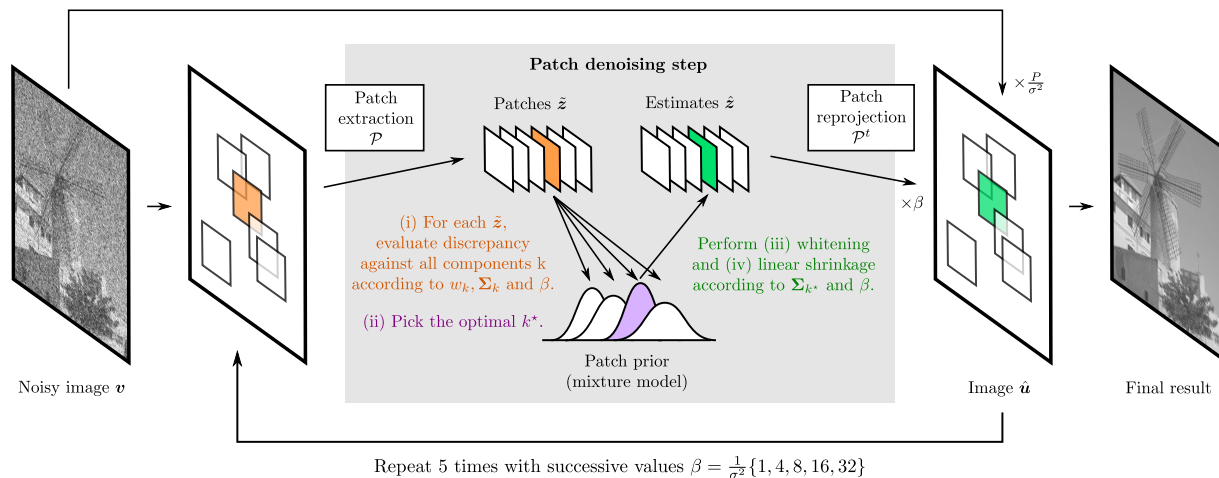 Patch denoising step
Patch
extraction
𝒫
Patches z̃
Estimates ẑ
Patch
reprojection
𝒫ᵗ
× P/σ²
×β
(i) For each z̃,
evaluate discrepancy
against all components k
according to wₖ, Σₖ and β.
(ii) Pick the optimal k⋆.
Perform (iii) whitening
and (iv) linear shrinkage
according to Σₖ⋆ and β.
Patch prior
(mixture model)
Noisy image v
Image û
Final result
Repeat 5 times with successive values β = 1/σ² {1, 4, 8, 16, 32}